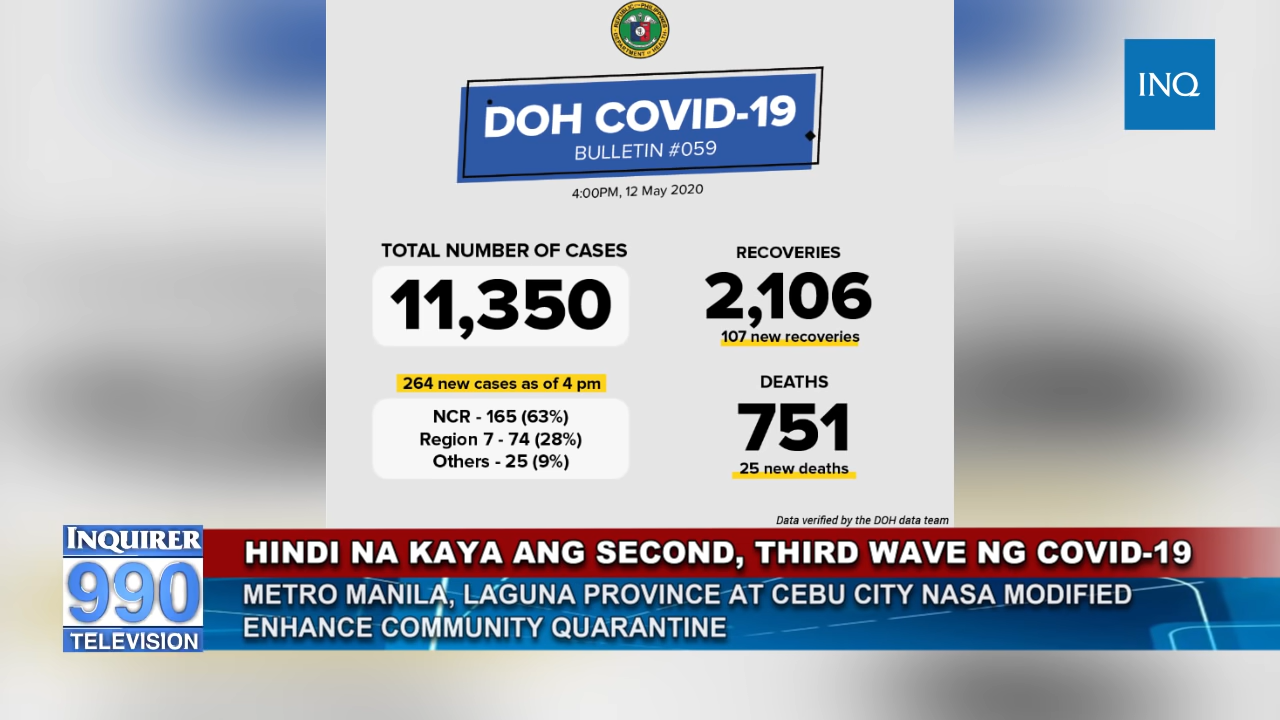 INQ
DOH COVID-19
BULLETIN #059
4:00PM, 12 May 2020
TOTAL NUMBER OF CASES
11,350
264 new cases as of 4 pm
NCR - 165 (63%)
Region 7 - 74 (28%)
Others - 25 (9%)
RECOVERIES
2,106
107 new recoveries
DEATHS
751
25 new deaths
Data verified by the DOH data team
INQUIRER
990
TELEVISION
HINDI NA KAYA ANG SECOND, THIRD WAVE NG COVID-19
METRO MANILA, LAGUNA PROVINCE AT CEBU CITY NASA MODIFIED
ENHANCE COMMUNITY QUARANTINE